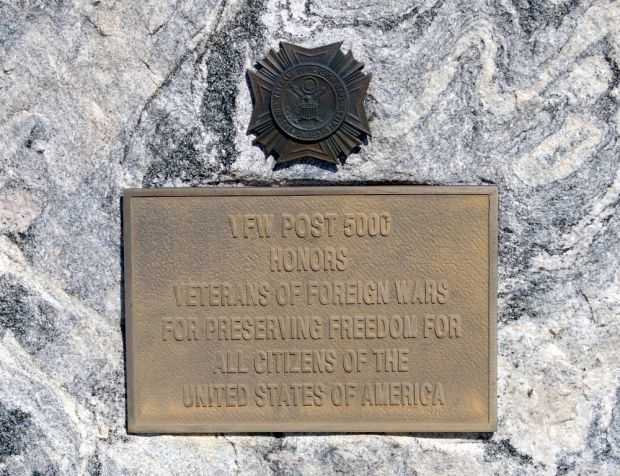 VFW POST 5000
HONORS
VETERANS OF FOREIGN WARS
FOR PRESERVING FREEDOM FOR
ALL CITIZENS OF THE
UNITED STATES OF AMERICA